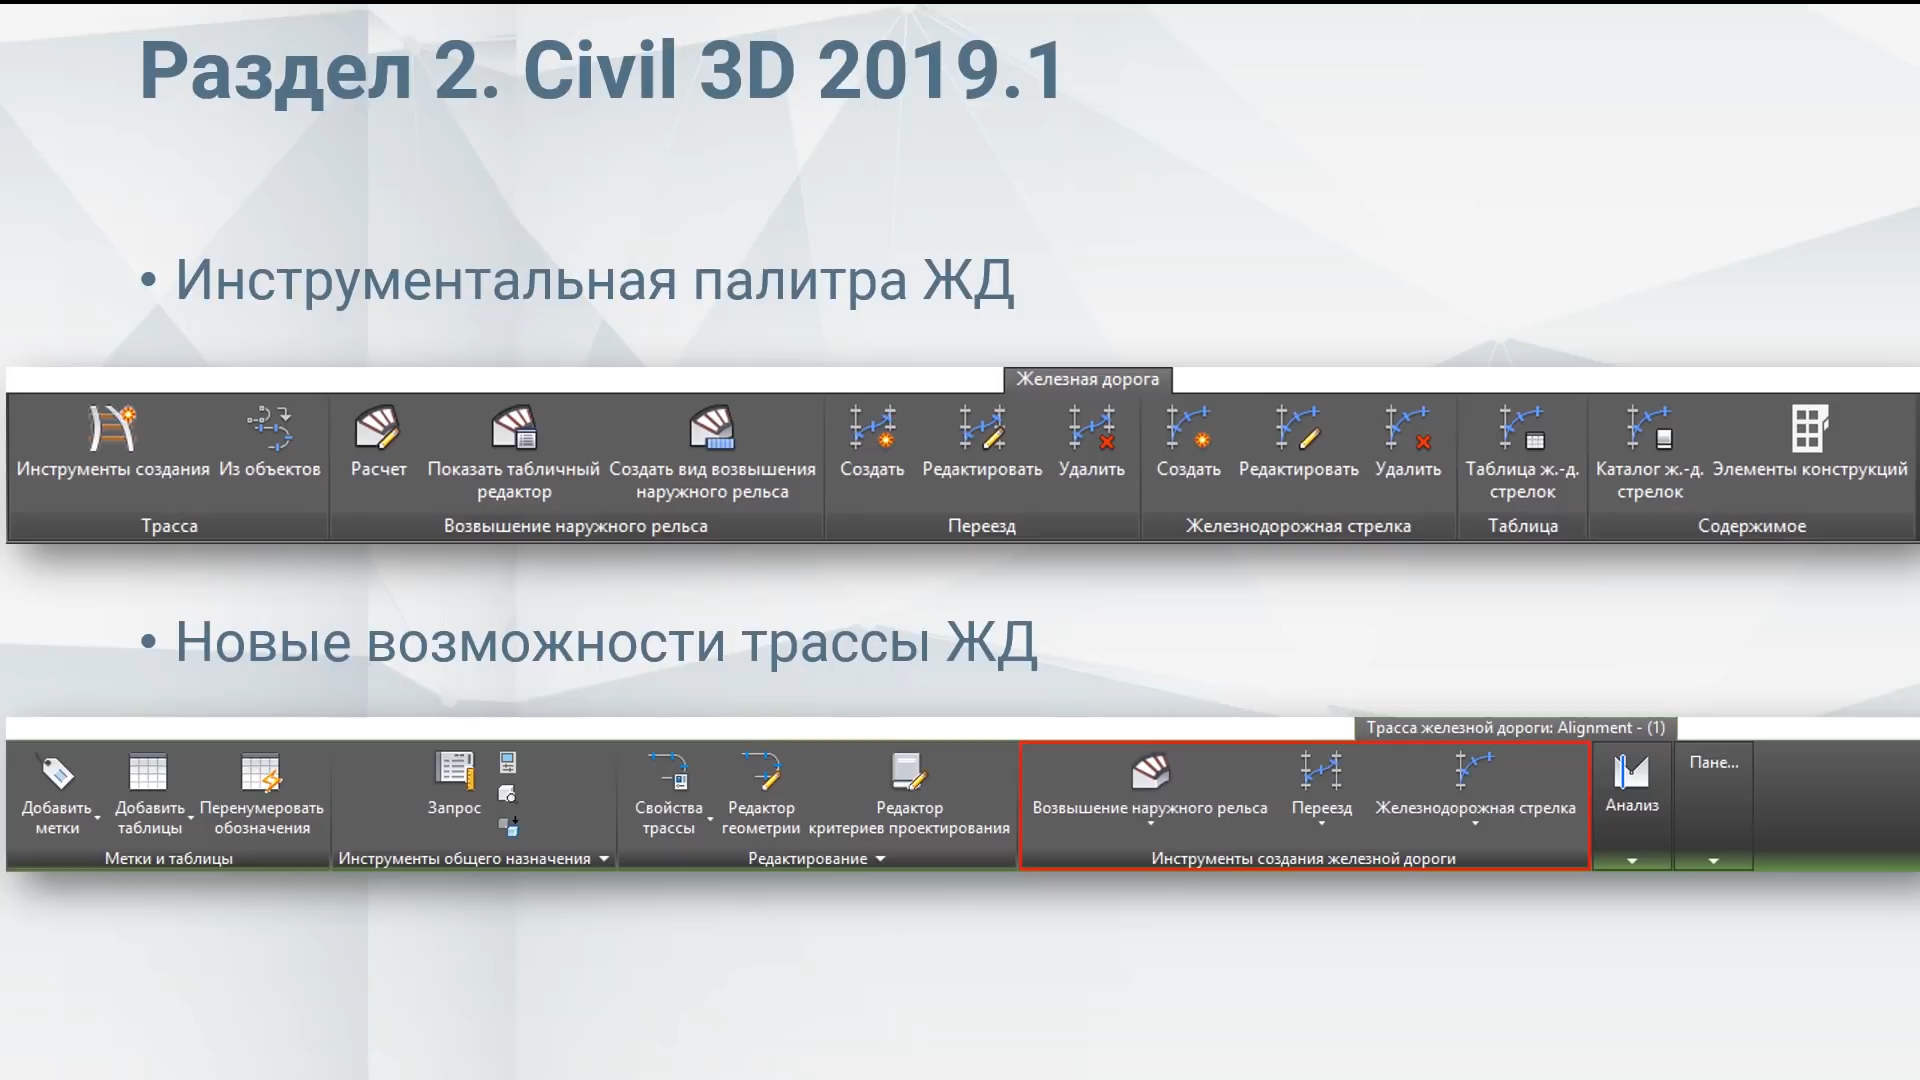 Раздел 2. Civil 3D 2019.1
• Инструментальная палитра ЖД
Железная дорога
Инструменты создания Из объектов Расчет Показать табличный Создать вид возвышения Создать Редактировать Удалить Создать Редактировать Удалить Таблица ж.-д. Каталог ж.-д. Элементы конструкций
редактор наружного рельса стрелок стрелок
Трасса Возвышение наружного рельса Переезд Железнодорожная стрелка Таблица Содержимое
• Новые возможности трассы ЖД
Трасса железной дороги: Alignment - (1)
Пане...
Добавить Добавить Перенумеровать Запрос Свойства Редактор Редактор Возвышение наружного рельса Переезд Железнодорожная стрелка Анализ
метки таблицы обозначения трассы геометрии критериев проектирования
Метки и таблицы Инструменты общего назначения Редактирование Инструменты создания железной дороги